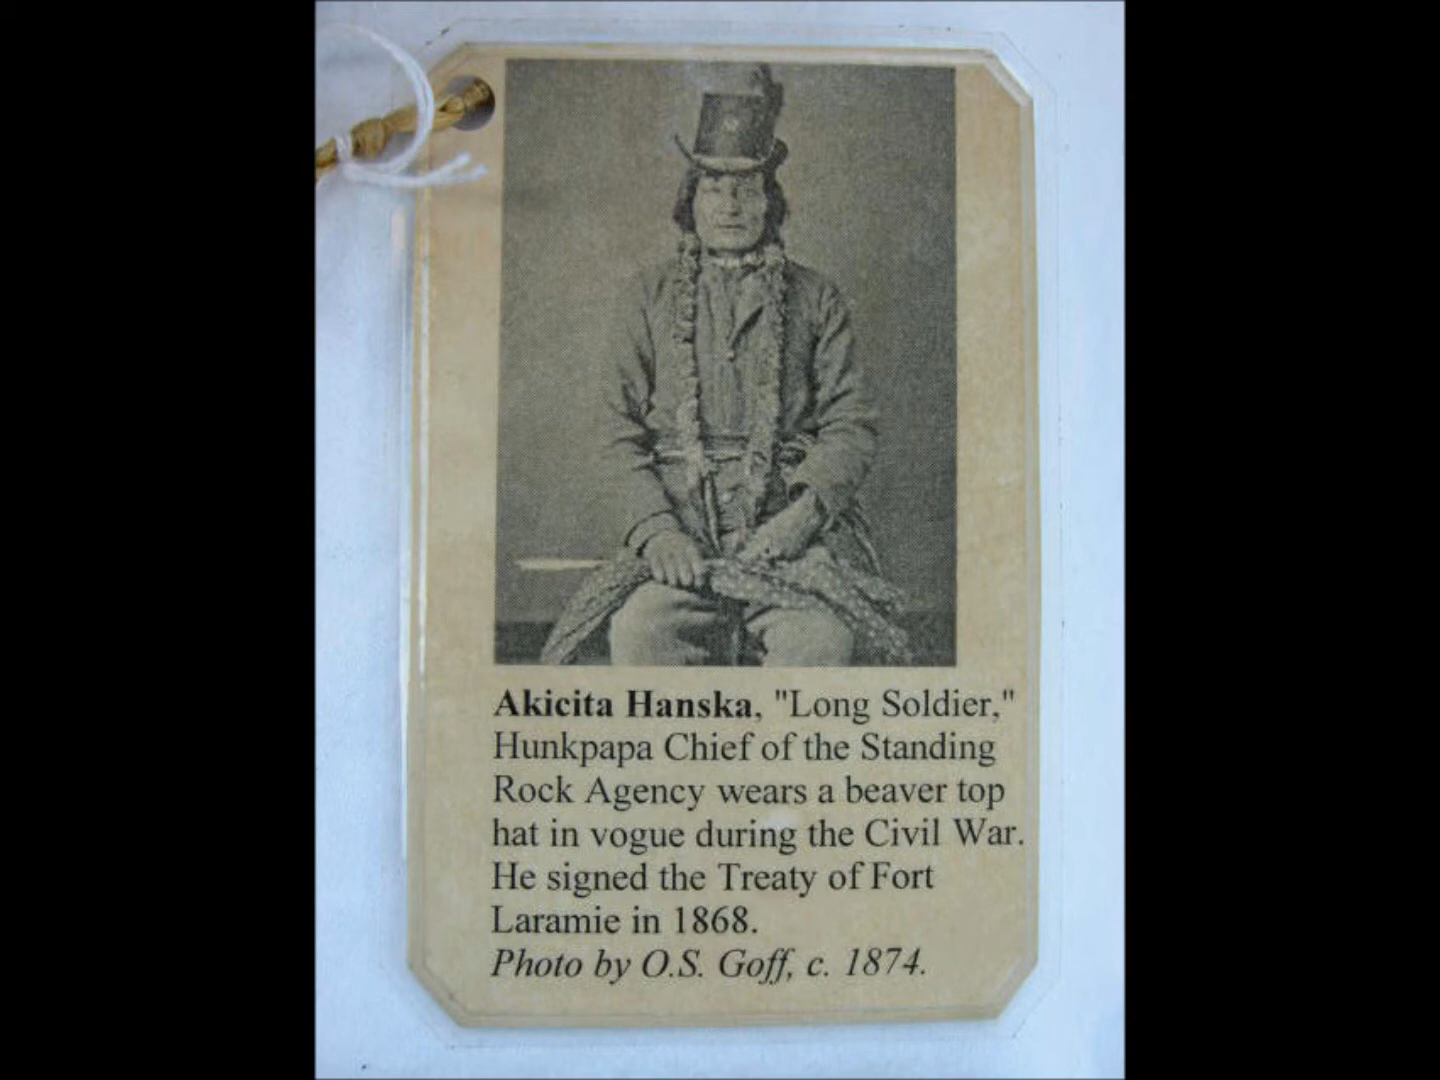 Akicita Hanska, "Long Soldier,"
Hunkpapa Chief of the Standing
Rock Agency wears a beaver top
hat in vogue during the Civil War.
He signed the Treaty of Fort
Laramie in 1868.
Photo by O.S. Goff, c. 1874.